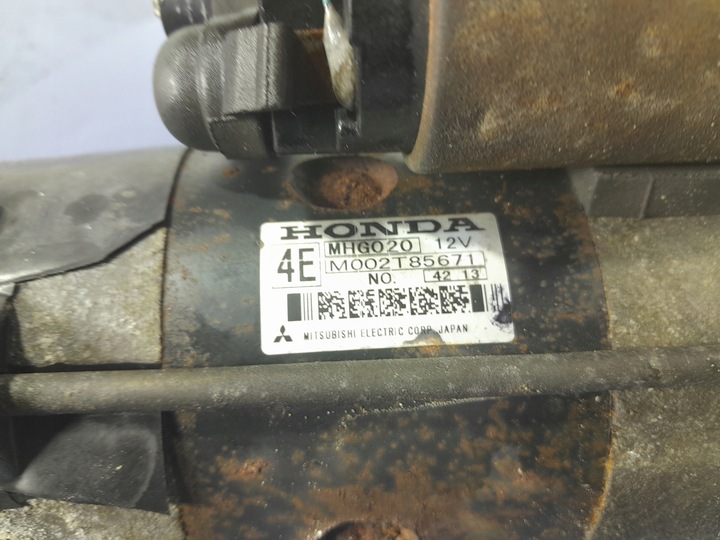 HONDA
4E MHG020 12V
M002T85671
NO. 42 13
MITSUBISHI ELECTRIC CORP. JAPAN